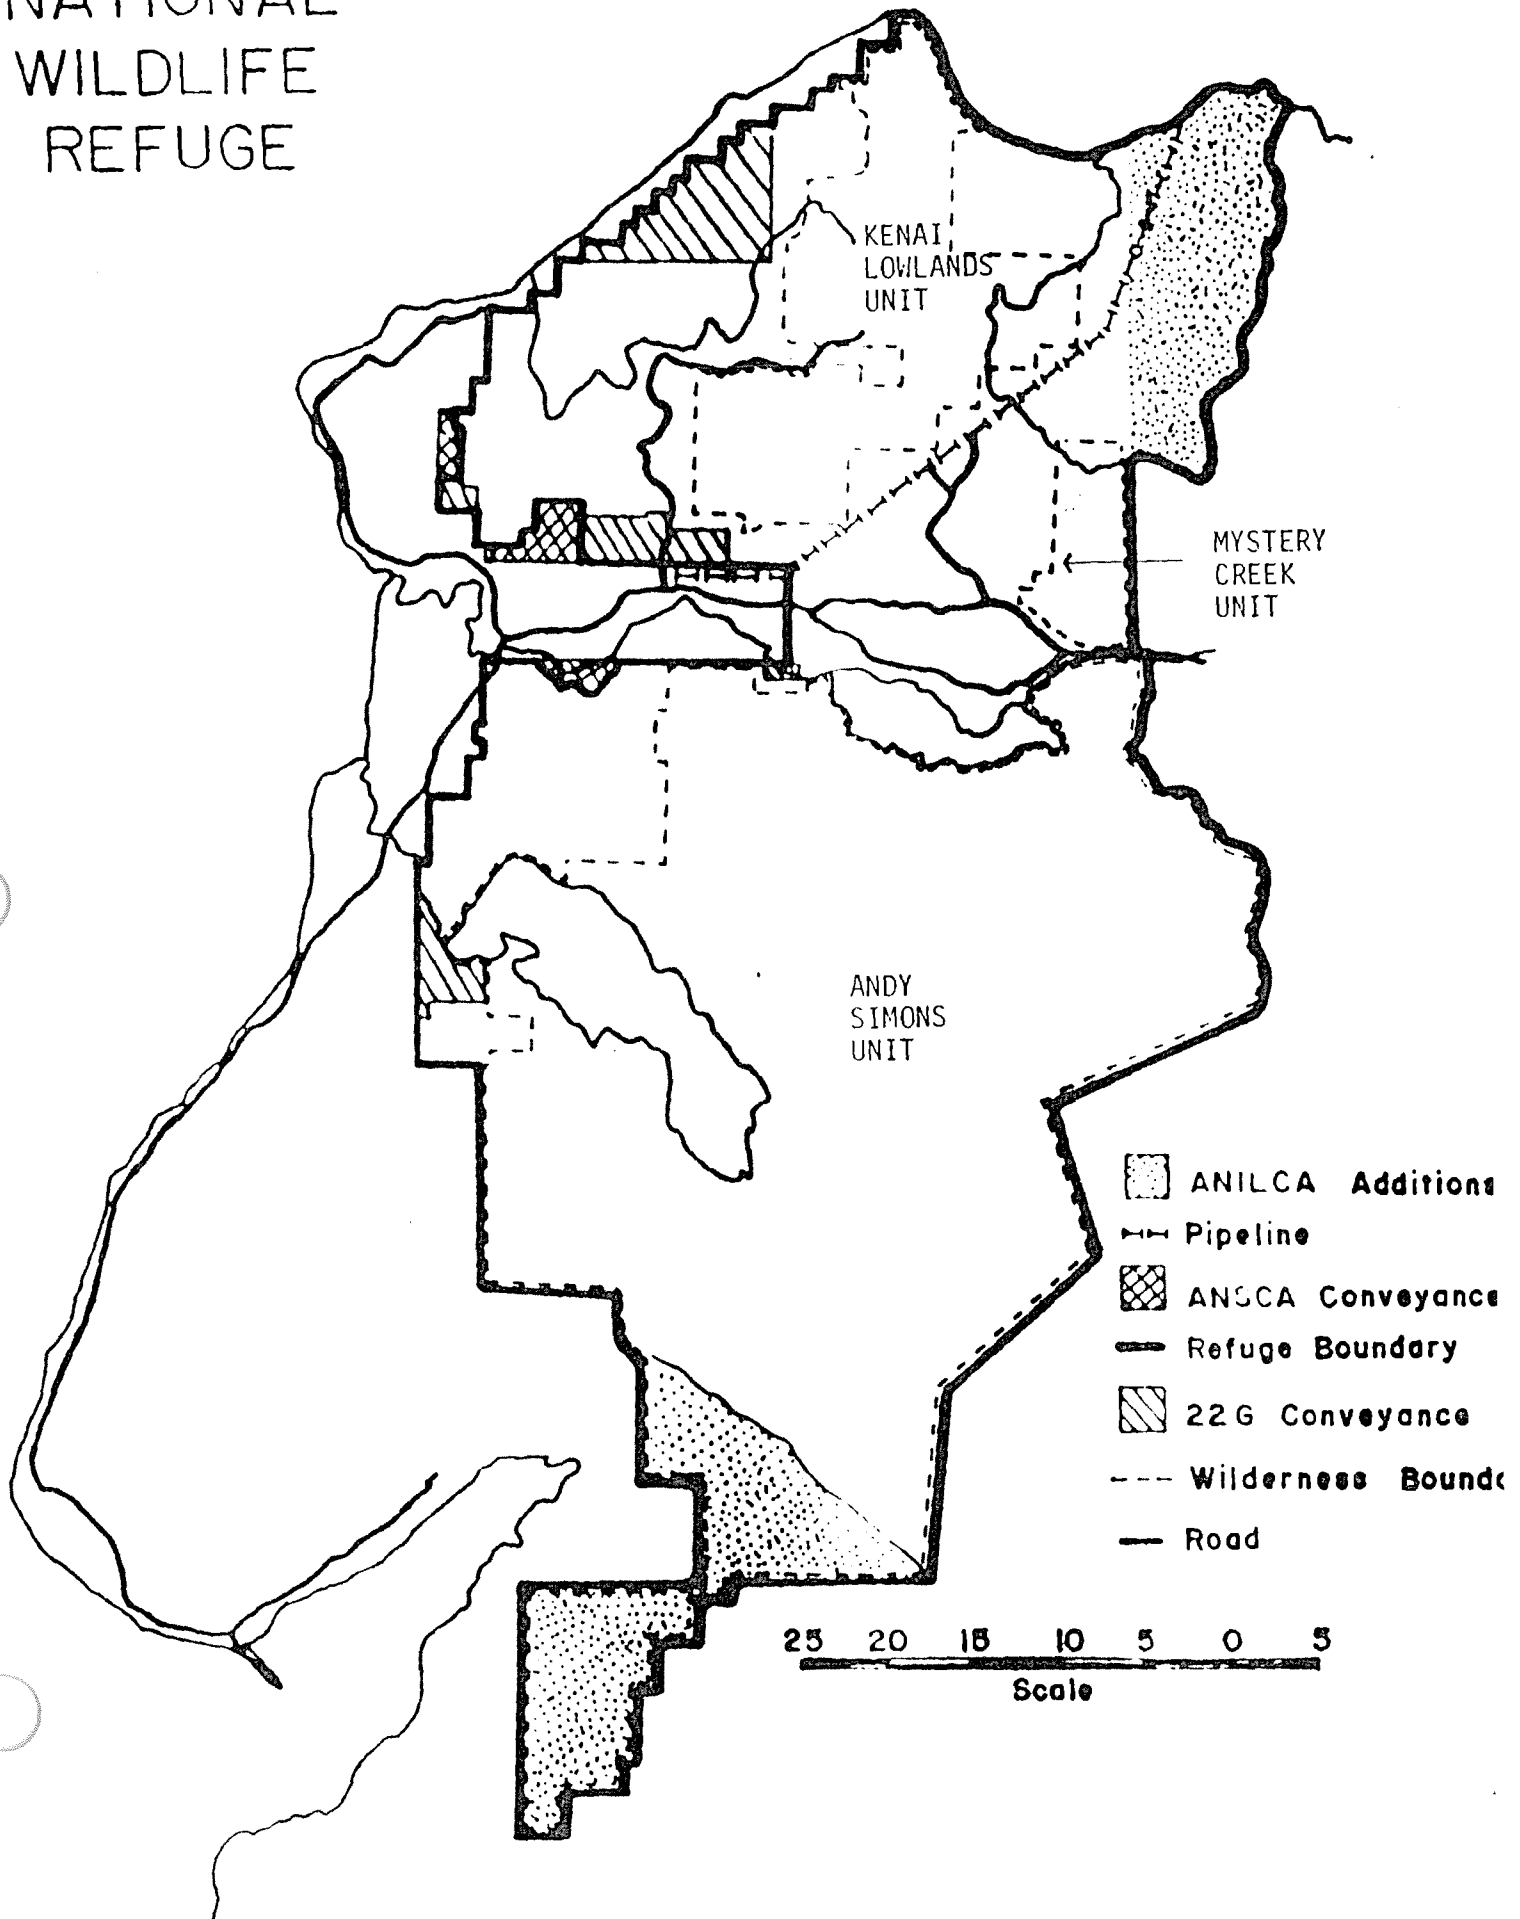 NATIONAL
WILDLIFE
REFUGE
KENAI
LOWLANDS
UNIT
MYSTERY
CREEK
UNIT
ANDY
SIMONS
UNIT
ANILCA Additions
Pipeline
ANSCA Conveyance
Refuge Boundary
22G Conveyance
Wilderness Bound
Road
25 20 15 10 5 0 5
Scale